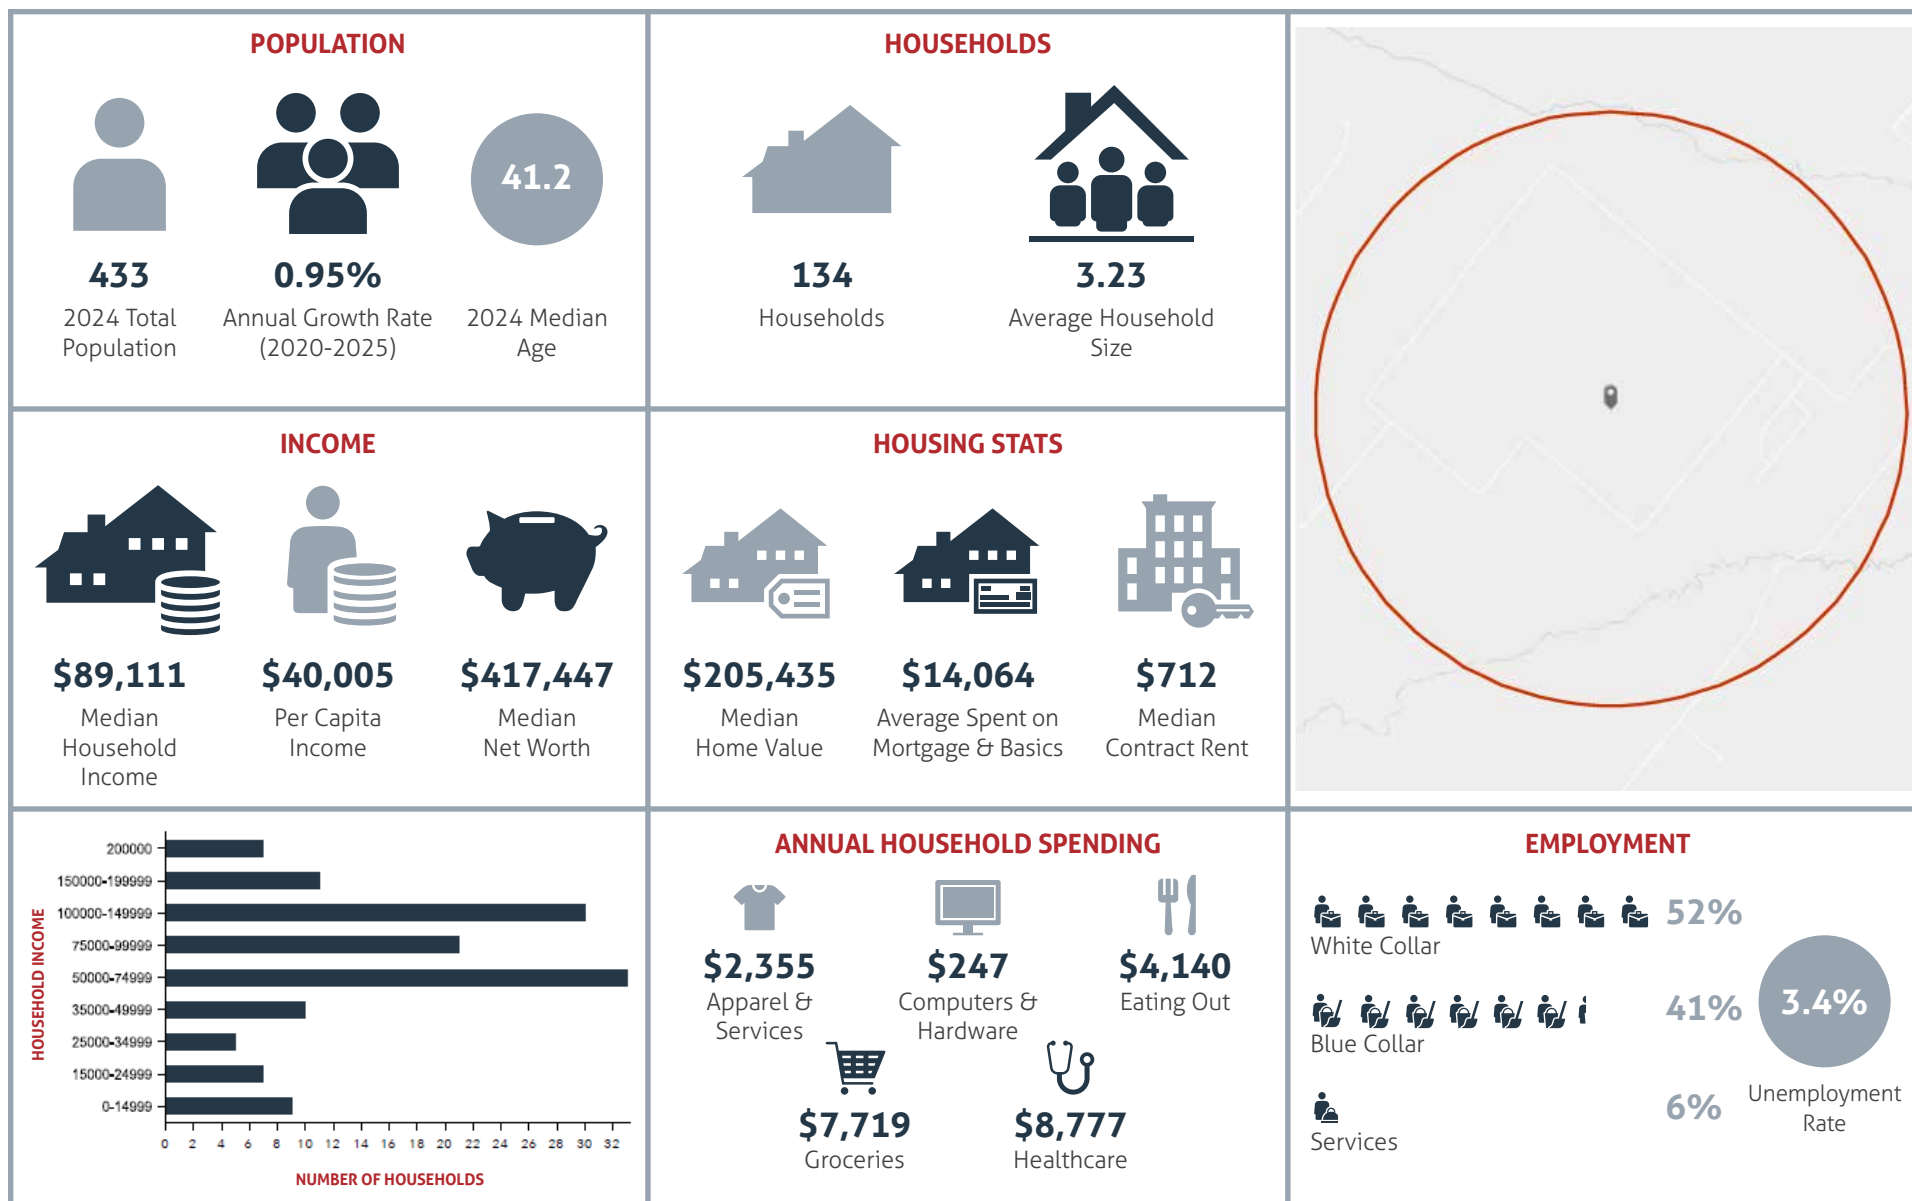 POPULATION
41.2
433
0.95%
2024 Total
Population
Annual Growth Rate
(2020-2025)
2024 Median
Age
HOUSEHOLDS
134
3.23
Households
Average Household
Size
INCOME
$89,111
$40,005
$417,447
Median
Household
Income
Per Capita
Income
Median
Net Worth
HOUSING STATS
$205,435
$14,064
$712
Median
Home Value
Average Spent on
Mortgage & Basics
Median
Contract Rent
HOUSEHOLD INCOME
200000
150000-199999
100000-149999
75000-99999
50000-74999
35000-49999
25000-34999
15000-24999
0-14999
0 2 4 6 8 10 12 14 16 18 20 22 24 26 28 30 32
NUMBER OF HOUSEHOLDS
ANNUAL HOUSEHOLD SPENDING
$2,355
$247
$4,140
Apparel &
Services
Computers &
Hardware
Eating Out
$7,719
$8,777
Groceries
Healthcare
EMPLOYMENT
52%
White Collar
41%
Blue Collar
6%
Services
3.4%
Unemployment
Rate